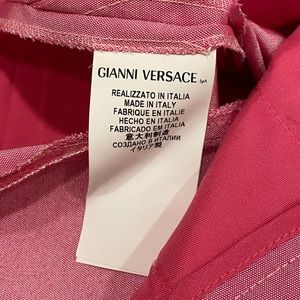 GIANNI VERSACE SpA
REALIZZATO IN ITALIA
MADE IN ITALY
FABRIQUE EN ITALIE
HECHO EN ITALIA
FABRICADO EM ITALIA
意大利制造
СОЗДАНО В ИТАЛИИ
イタリア製